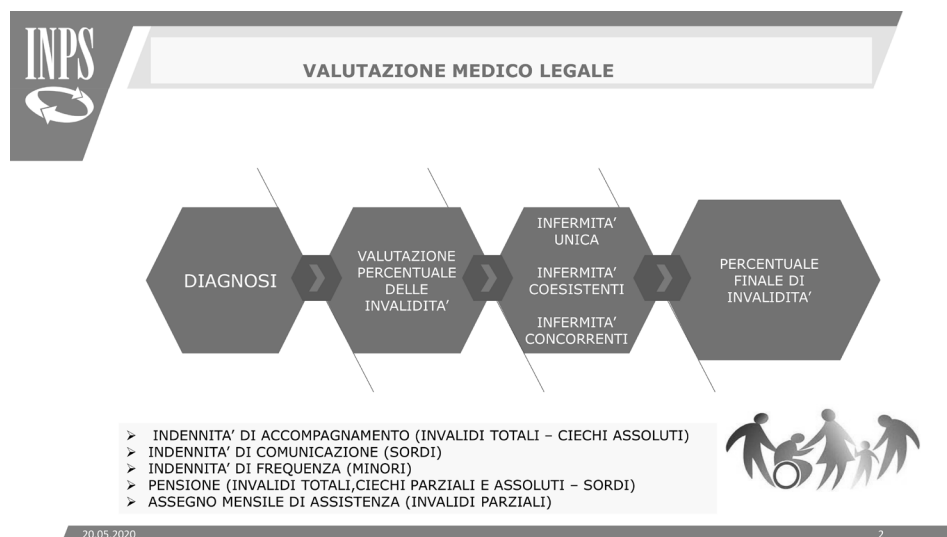 INPS
VALUTAZIONE MEDICO LEGALE
DIAGNOSI
VALUTAZIONE
PERCENTUALE
DELLE
INVALIDITA’
INFERMITA’
UNICA
INFERMITA’
COESISTENTI
INFERMITA’
CONCORRENTI
PERCENTUALE
FINALE DI
INVALIDITA’
➢ INDENNITA’ DI ACCOMPAGNAMENTO (INVALIDI TOTALI – CIECHI ASSOLUTI)
➢ INDENNITA’ DI COMUNICAZIONE (SORDI)
➢ INDENNITA’ DI FREQUENZA (MINORI)
➢ PENSIONE (INVALIDI TOTALI,CIECHI PARZIALI E ASSOLUTI – SORDI)
➢ ASSEGNO MENSILE DI ASSISTENZA (INVALIDI PARZIALI)
20.05.2020
2